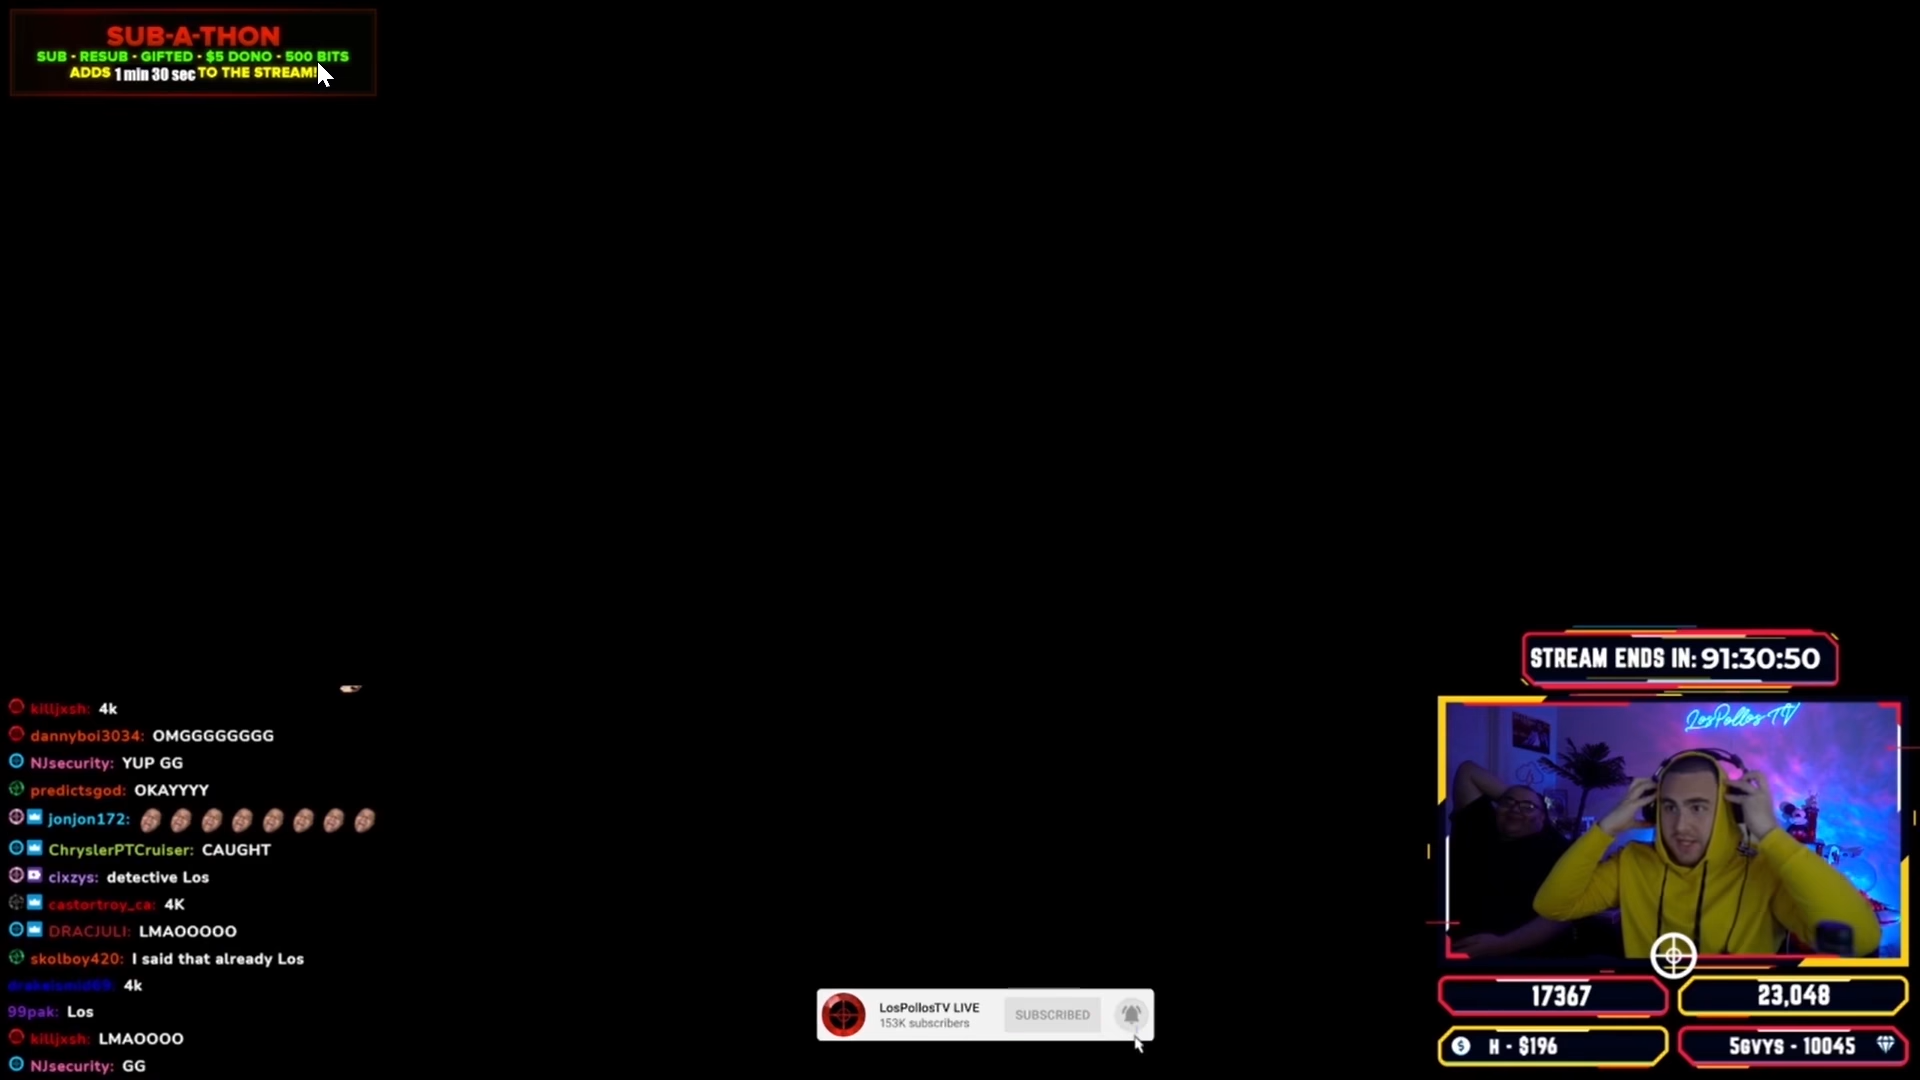 SUB-A-THON
SUB - RESUB - GIFTED - $5 DONO - 500 BITS
ADDS 1 min 30 sec TO THE STREAM!
STREAM ENDS IN: 91:30:50
LosPollos TV
killjxsh: 4k
dannyboi3034: OMGGGGGGGG
NJsecurity: YUP GG
predictsgod: OKAYYYY
jonjon172:
ChryslerPTCruiser: CAUGHT
cixzys: detective Los
castortroy_ca: 4K
DRACJULI: LMAOOOOO
skolboy420: I said that already Los
drakeismid69: 4k
99pak: Los
killjxsh: LMAOOOO
NJsecurity: GG
LosPollosTV LIVE
153K subscribers
SUBSCRIBED
17367
23,048
$ H - $196
5GVYS - 10045